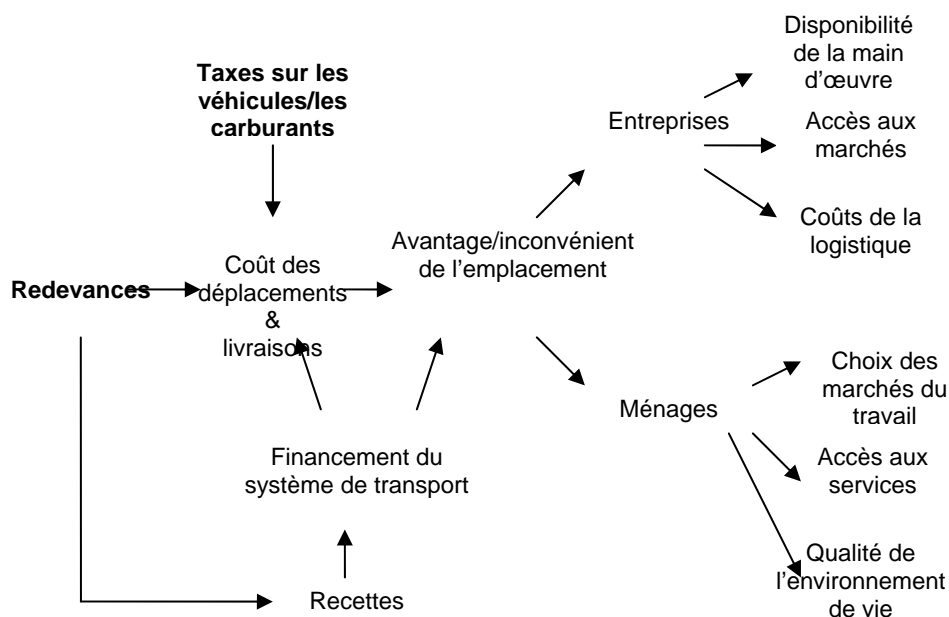 Disponibilité
de la main
d'œuvre
Taxes sur les
véhicules/les
carburants
Entreprises
Accès aux
marchés
Coûts de la
logistique
Avantage/inconvénient
de l'emplacement
Redevances
Coût des
déplacements
&
livraisons
Choix des
marchés du
travail
Ménages
Financement du
système de transport
Accès aux
services
Qualité de
l'environnement
de vie
Recettes